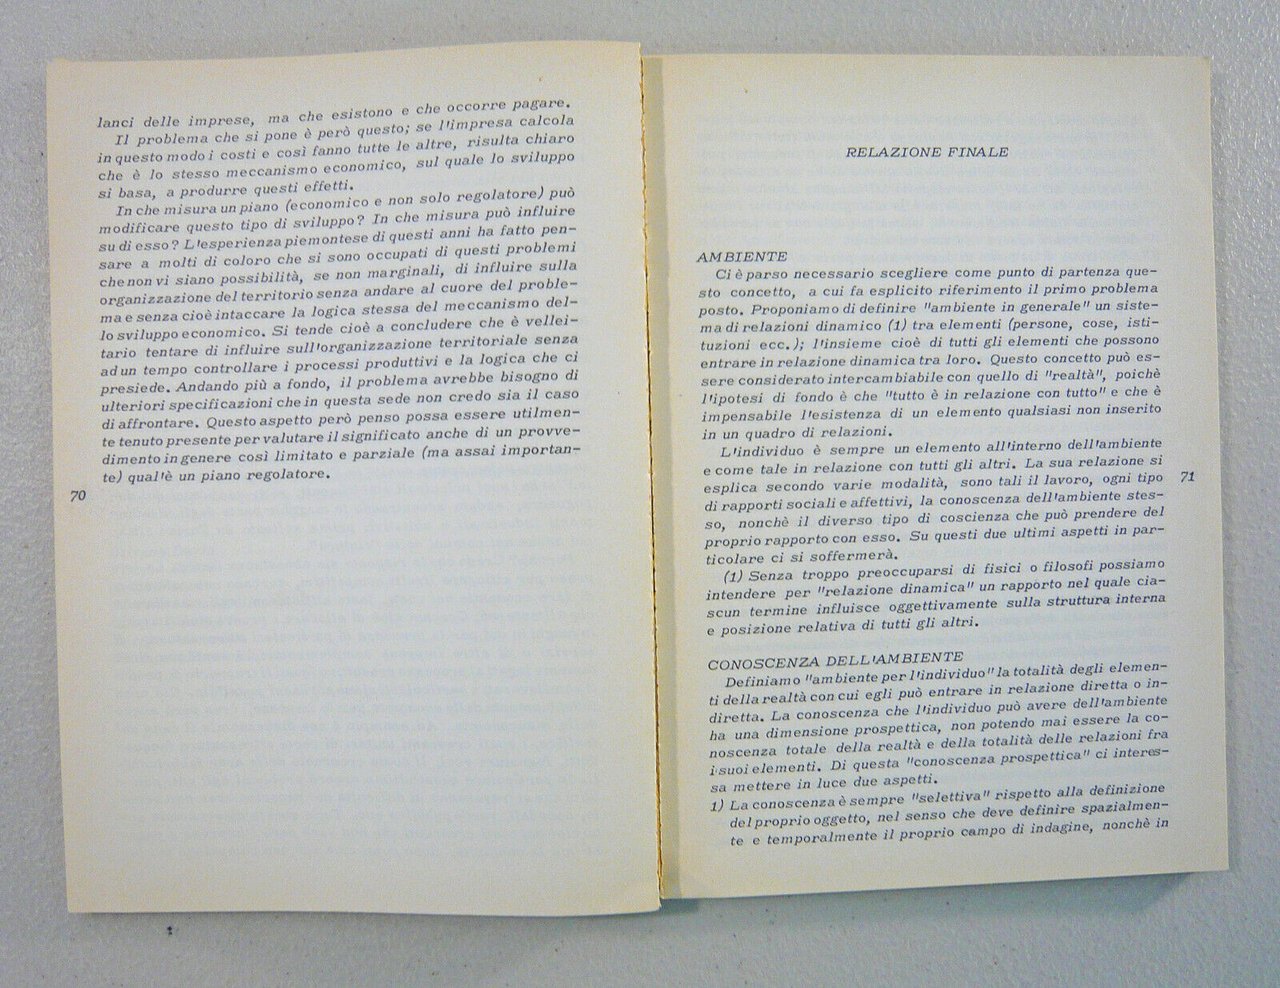 lanci delle imprese, ma che esistono e che occorre pagare.
Il problema che si pone è però questo; se l'impresa calcola
in questo modo i costi e così fanno tutte le altre, risulta chiaro
che è lo stesso meccanismo economico, sul quale lo sviluppo
si basa, a produrre questi effetti.
In che misura un piano (economico e non solo regolatore) può
modificare questo tipo di sviluppo? In che misura può influire
su di esso? L'esperienza piemontese di questi anni ha fatto pen-
sare a molti di coloro che si sono occupati di questi problemi
che non vi siano possibilità, se non marginali, di influire sulla
organizzazione del territorio senza andare al cuore del proble-
ma e senza cioè intaccare la logica stessa del meccanismo del-
lo sviluppo economico. Si tende cioè a concludere che è vellei-
tario tentare di influire sull'organizzazione territoriale senza
ad un tempo controllare i processi produttivi e la logica che ci
presiede. Andando più a fondo, il problema avrebbe bisogno di
ulteriori specificazioni che in questa sede non credo sia il caso
di affrontare. Questo aspetto però penso possa essere utilmen-
te tenuto presente per valutare il significato anche di un provve-
dimento in genere così limitato e parziale (ma assai importan-
te) qual'è un piano regolatore.
70
RELAZIONE FINALE
AMBIENTE
Ci è parso necessario scegliere come punto di partenza que-
sto concetto, a cui fa esplicito riferimento il primo problema
posto. Proponiamo di definire "ambiente in generale" un siste-
ma di relazioni dinamico (1) tra elementi (persone, cose, isti-
tuzioni ecc.); l'insieme cioè di tutti gli elementi che possono
entrare in relazione dinamica tra loro. Questo concetto può es-
sere considerato intercambiabile con quello di "realtà", poichè
l'ipotesi di fondo è che "tutto è in relazione con tutto" e che è
impensabile l'esistenza di un elemento qualsiasi non inserito
in un quadro di relazioni.
L'individuo è sempre un elemento all'interno dell'ambiente
e come tale in relazione con tutti gli altri. La sua relazione si
esplica secondo varie modalità, sono tali il lavoro, ogni tipo
di rapporti sociali e affettivi, la conoscenza dell'ambiente stes-
so, nonchè il diverso tipo di coscienza che può prendere del
proprio rapporto con esso. Su questi due ultimi aspetti in par-
ticolare ci si soffermerà.
(1) Senza troppo preoccuparsi di fisici o filosofi possiamo
intendere per "relazione dinamica" un rapporto nel quale cia-
scun termine influisce oggettivamente sulla struttura interna
e posizione relativa di tutti gli altri.
71
CONOSCENZA DELL'AMBIENTE
Definiamo "ambiente per l'individuo" la totalità degli elemen-
ti della realtà con cui egli può entrare in relazione diretta o in-
diretta. La conoscenza che l'individuo può avere dell'ambiente
ha una dimensione prospettica, non potendo mai essere la co-
noscenza totale della realtà e della totalità delle relazioni fra
i suoi elementi. Di questa "conoscenza prospettica" ci interes-
sa mettere in luce due aspetti.
1) La conoscenza è sempre "selettiva" rispetto alla definizione
del proprio oggetto, nel senso che deve definire spazialmen-
te e temporalmente il proprio campo di indagine, nonchè in